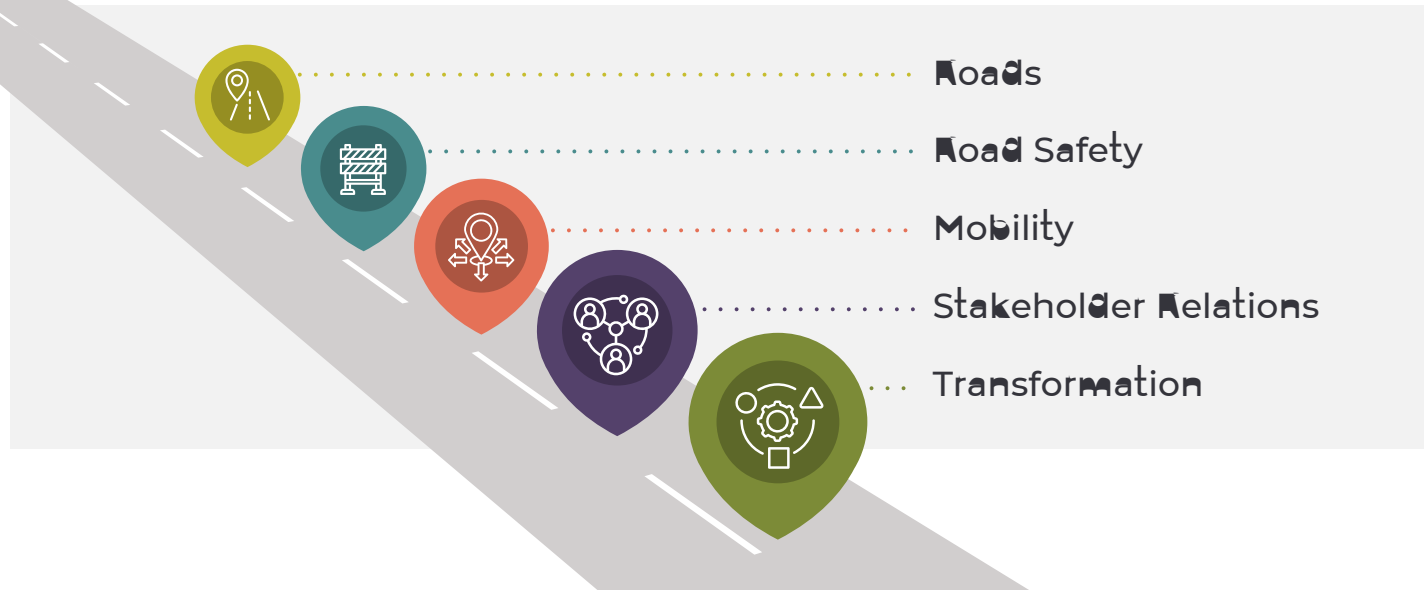 Roads
Road Safety
Mobility
Stakeholder Relations
Transformation